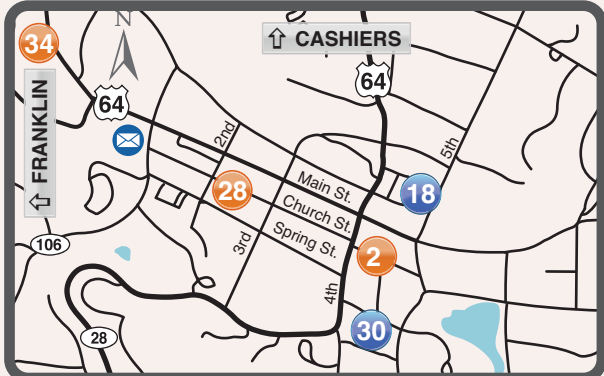 N
34
⇧ CASHIERS
64
FRANKLIN
⇧
64
2nd
5th
28
Main St.
18
Church St.
Spring St.
3rd
106
2
4th
28
30